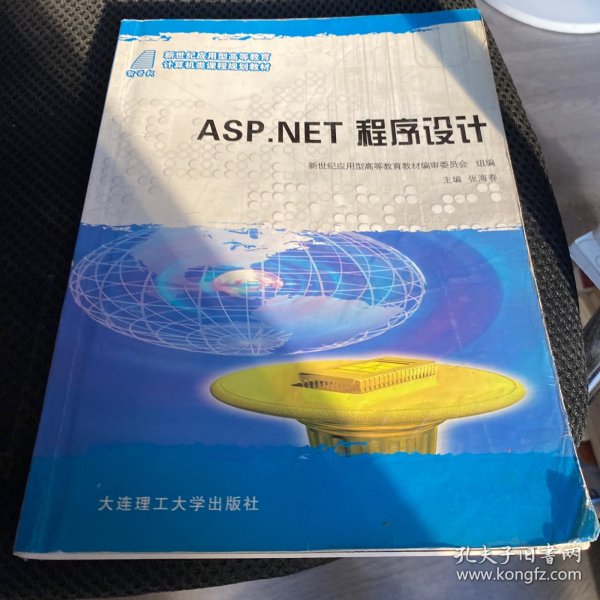 新世纪应用型高等教育
计算机类课程规划教材
新世纪
ASP.NET 程序设计
新世纪应用型高等教育教材编审委员会 组编
主编 张海春
大连理工大学出版社
孔夫子旧书网
www.kongfz.com